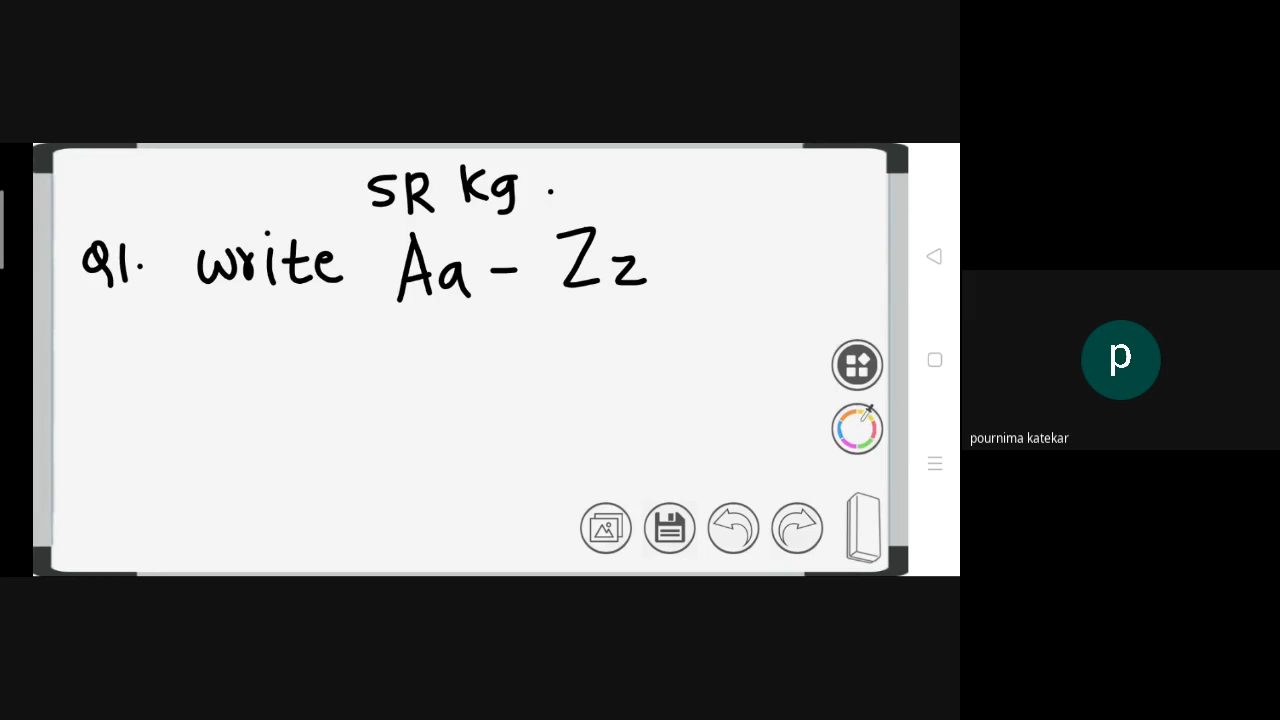 SR Kg .
Q1. write Aa - Zz
p
pournima katekar